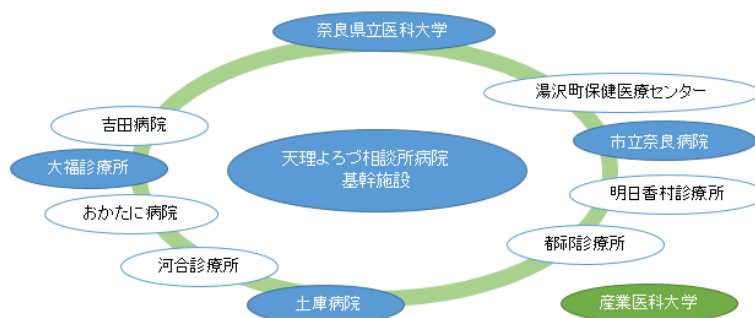 奈良県立医科大学
湯沢町保健医療センター
吉田病院
市立奈良病院
大福診療所
天理よろづ相談所病院
基幹施設
明日香村診療所
おかたに病院
都祁診療所
河合診療所
土庫病院
産業医科大学